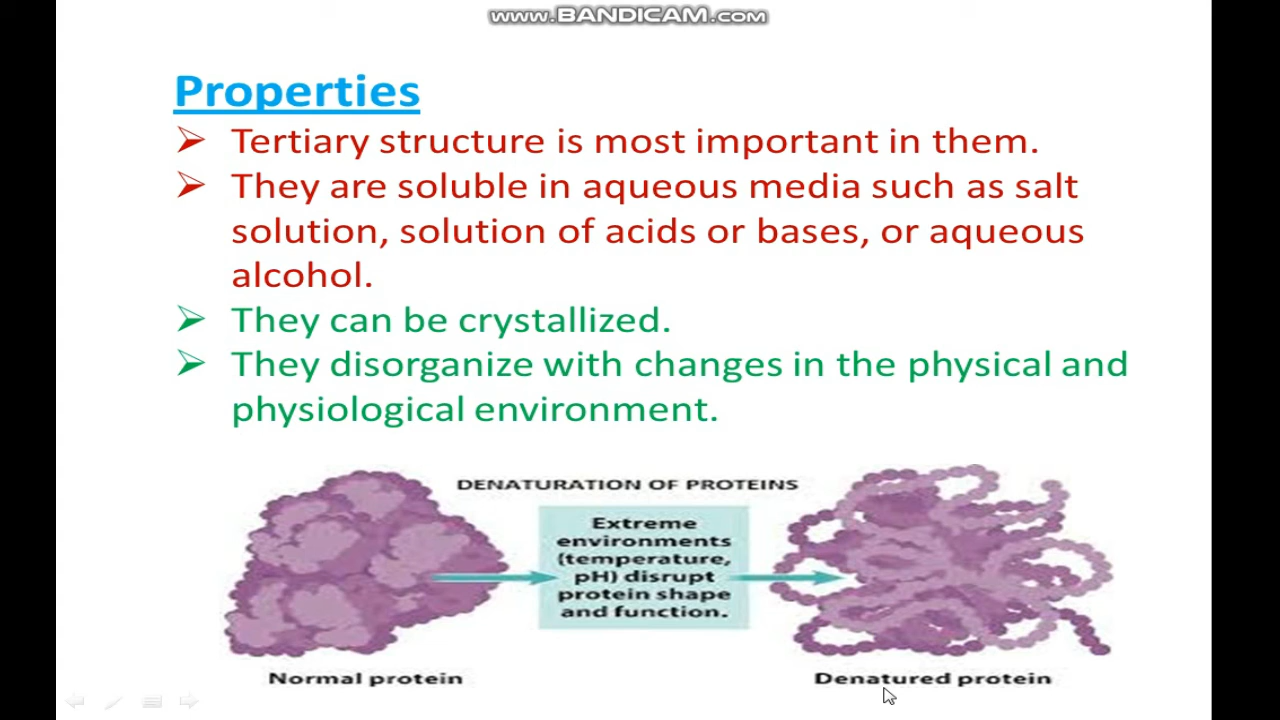 www.BANDICAM.com
Properties
➢ Tertiary structure is most important in them.
➢ They are soluble in aqueous media such as salt
solution, solution of acids or bases, or aqueous
alcohol.
➢ They can be crystallized.
➢ They disorganize with changes in the physical and
physiological environment.
DENATURATION OF PROTEINS
Extreme
environments
(temperature,
pH) disrupt
protein shape
and function.
Normal protein
Denatured protein